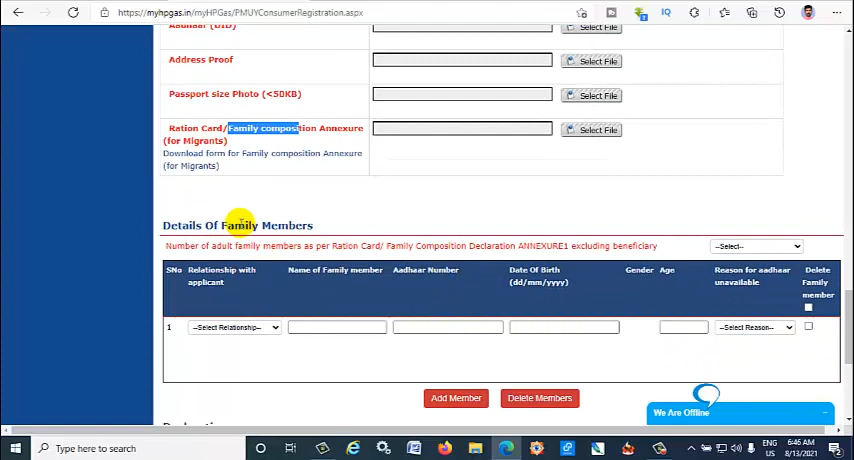 https://myhpgas.in/myHPGas/PMUYConsumerRegistration.aspx
Aadhaar (UID)
Select File
Address Proof
Select File
Passport size Photo (<50KB)
Select File
Ration Card/Family composition Annexure
(for Migrants)
Select File
Download form for Family composition Annexure
(for Migrants)
Details Of Family Members
Number of adult family members as per Ration Card/ Family Composition Declaration ANNEXURE1 excluding beneficiary
--Select--
SNo Relationship with applicant Name of Family member Aadhaar Number Date Of Birth (dd/mm/yyyy) Gender Age Reason for aadhaar unavailable Delete Family member
1 --Select Relationship-- --Select Reason--
Add Member Delete Members
We Are Offline
Type here to search
ENG 6:46 AM
US 8/13/2021